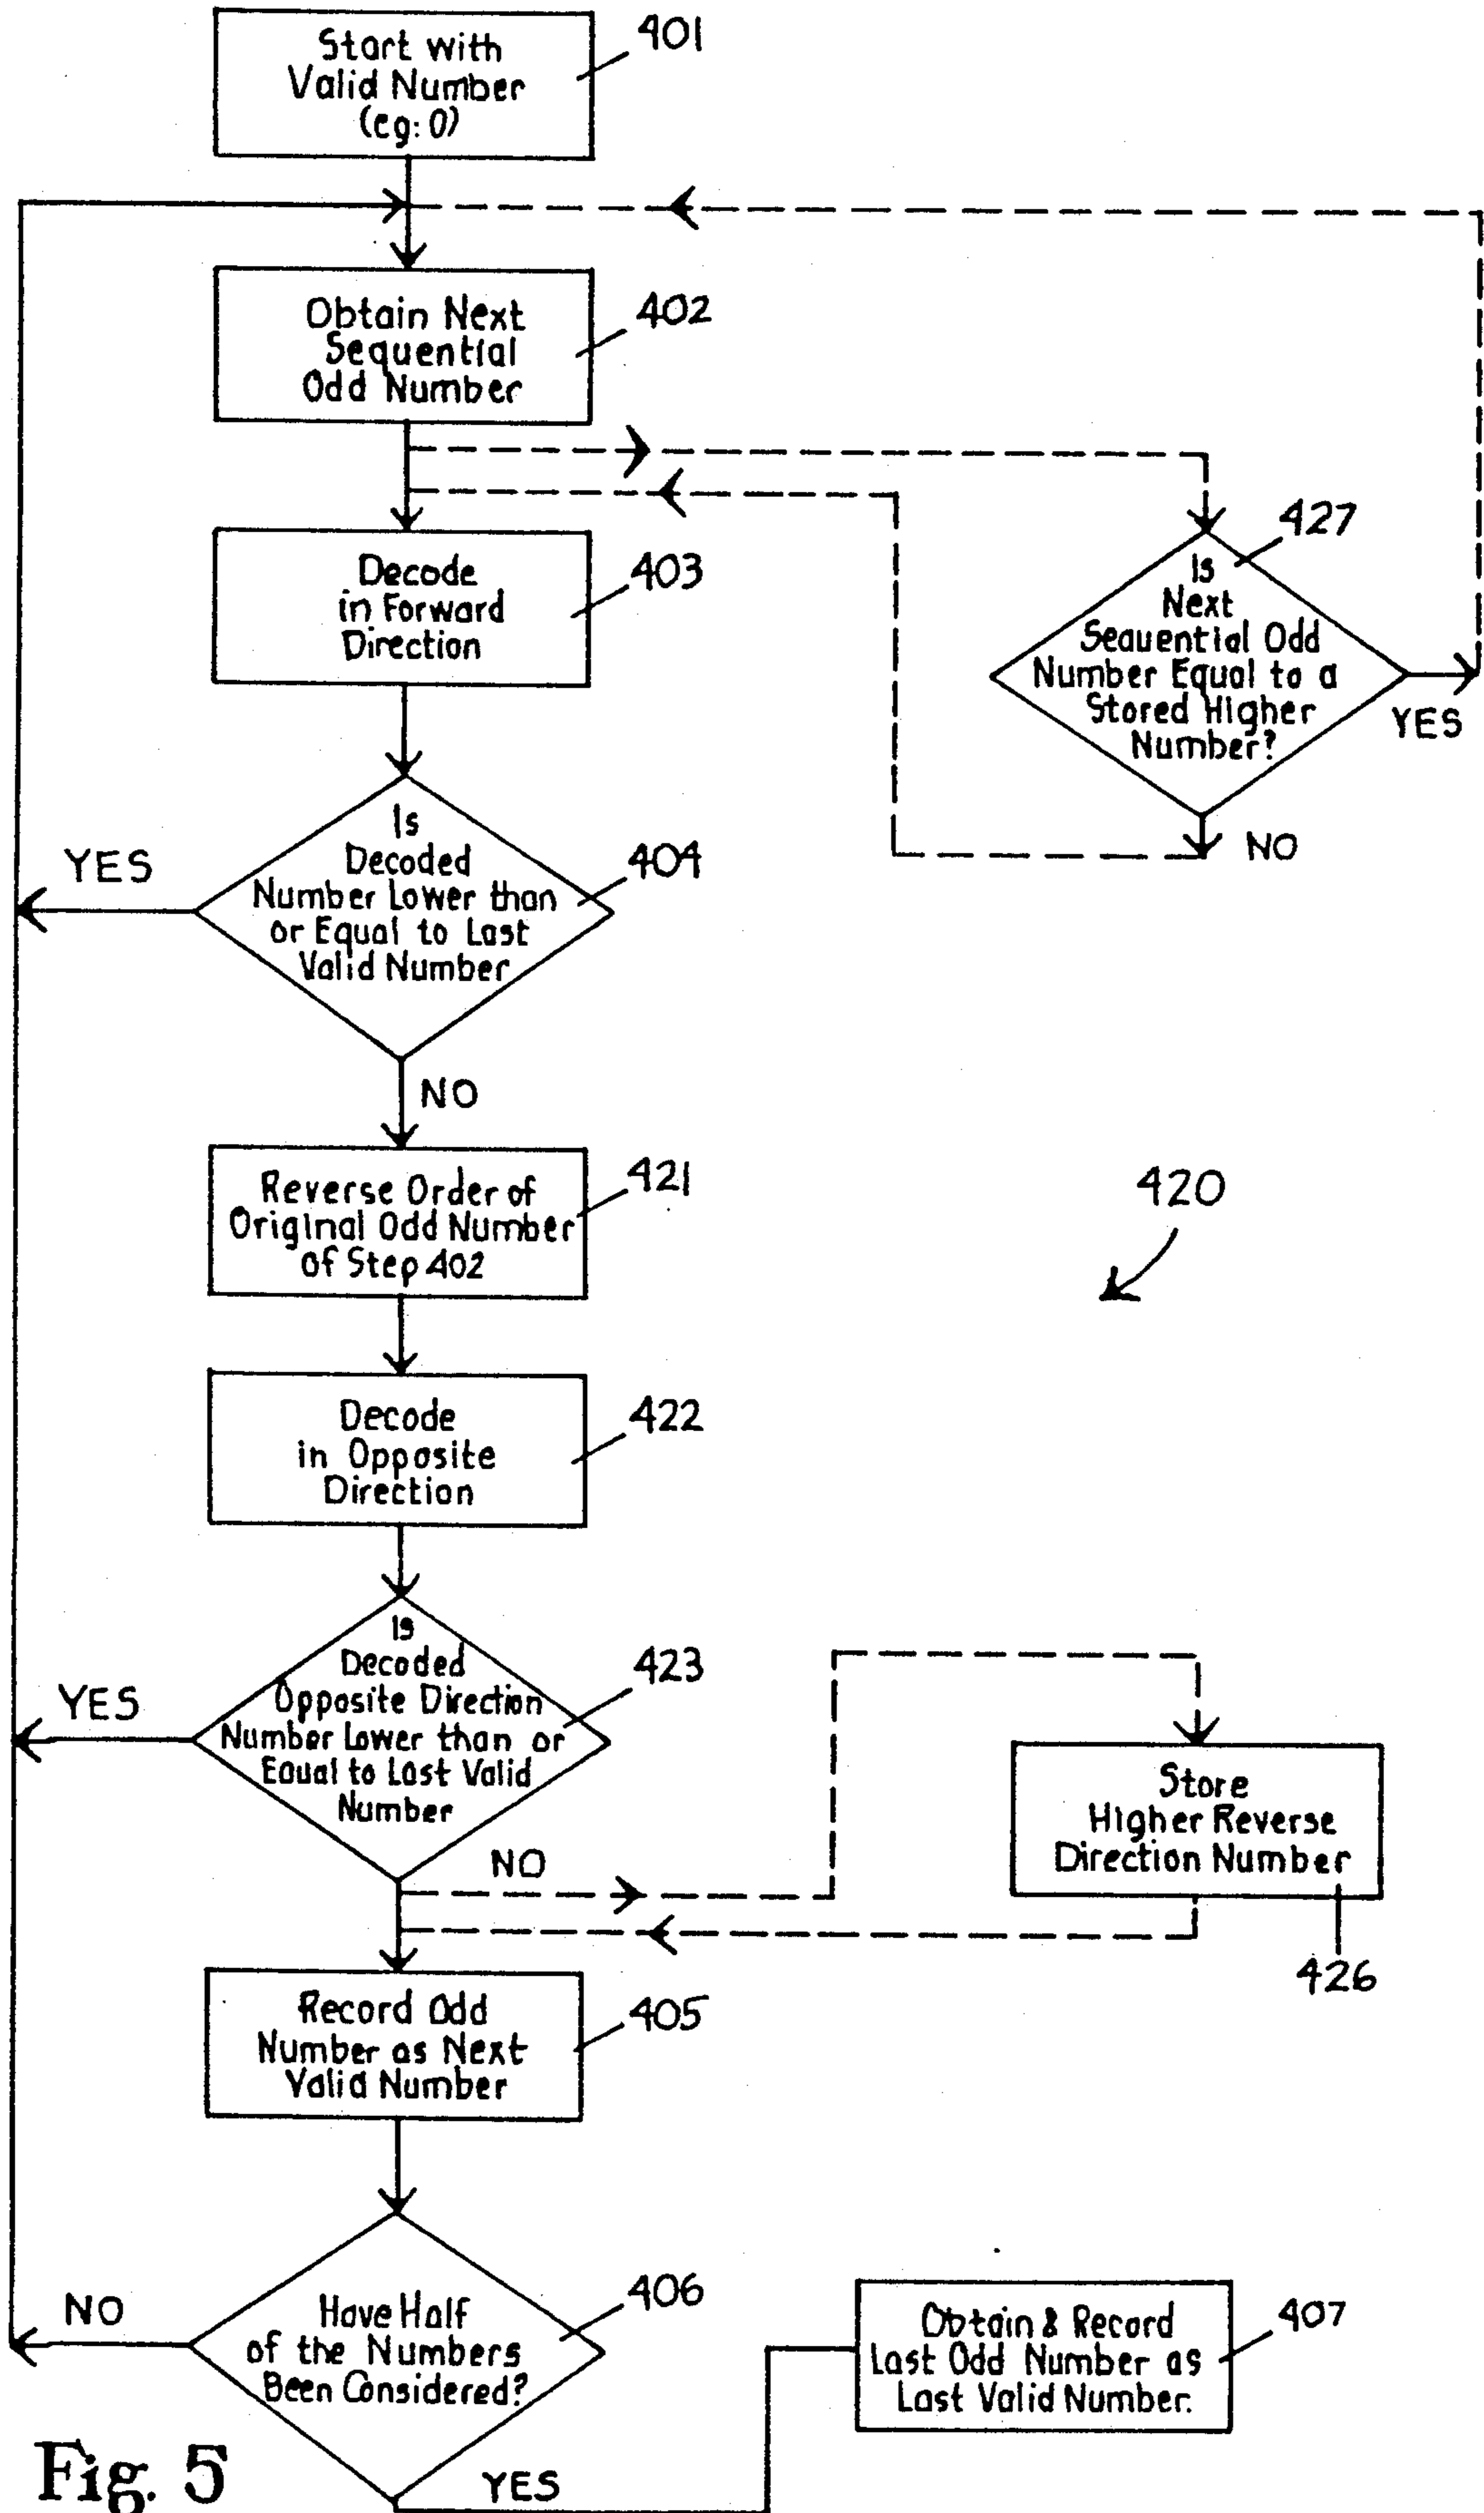 Start with
Valid Number
(eg: 0)
401
Obtain Next
Sequential
Odd Number
402
Decode
in Forward
Direction
403
427
Is
Next
Sequential Odd
Number Equal to a
Stored Higher
Number?
YES
NO
Is
Decoded
Number Lower than
or Equal to Last
Valid Number
404
YES
NO
Reverse Order of
Original Odd Number
of Step 402
421
420
Decode
in Opposite
Direction
422
Is
Decoded
Opposite Direction
Number Lower than or
Equal to Last Valid
Number
423
YES
NO
Store
Higher Reverse
Direction Number
426
Record Odd
Number as Next
Valid Number
405
Have Half
of the Numbers
Been Considered?
406
NO
YES
Obtain & Record
Last Odd Number as
Last Valid Number.
407
Fig. 5